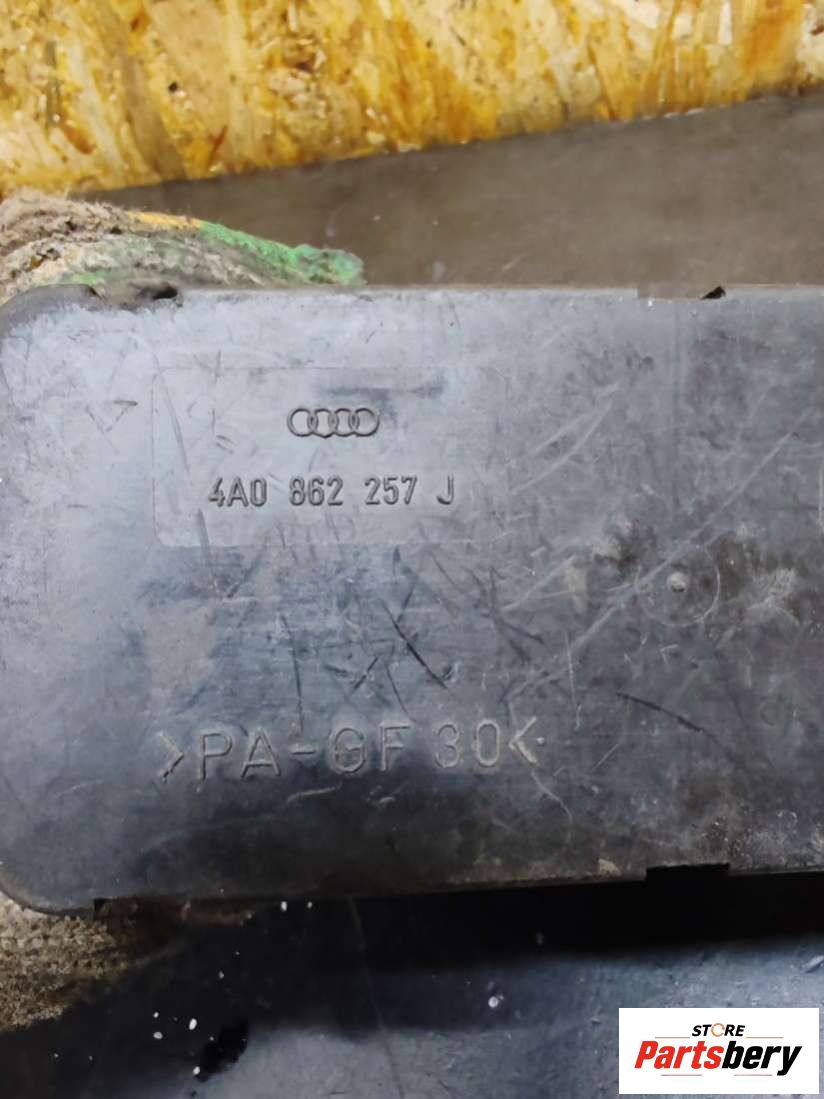 4A0 862 257 J
>PA-GF 30<
STORE
Partsbery